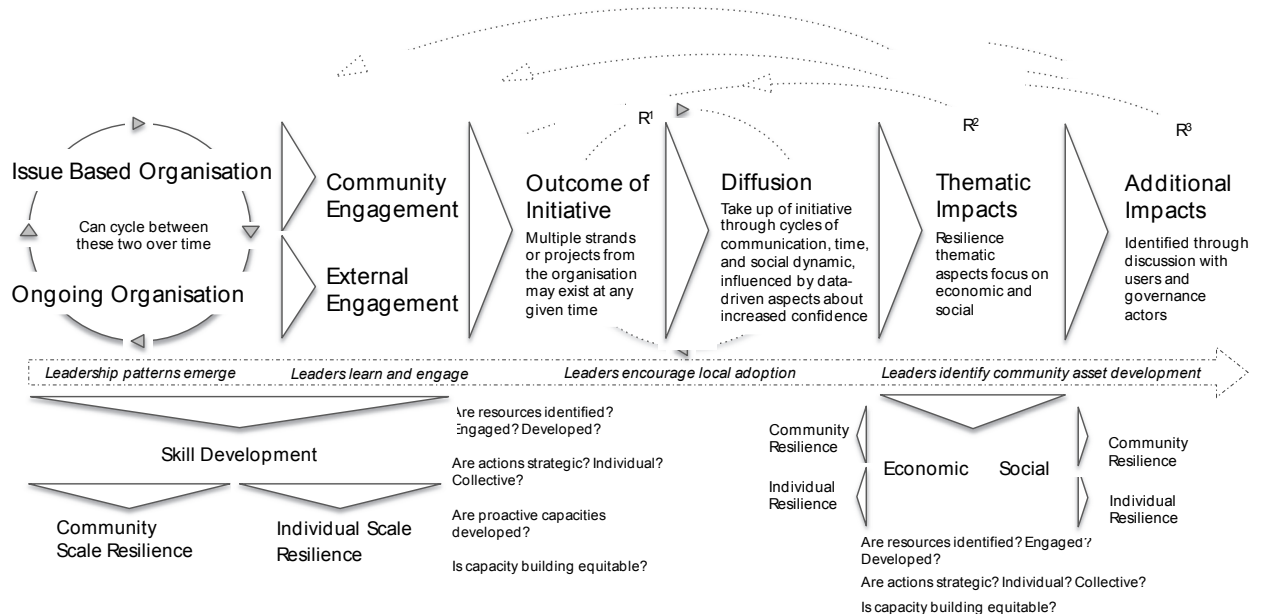 R¹
R²
R³
Issue Based Organisation
Can cycle between
these two over time
Ongoing Organisation
Community
Engagement
External
Engagement
Outcome of
Initiative
Multiple strands
or projects from
the organisation
may exist at any
given time
Diffusion
Take up of initiative
through cycles of
communication, time,
and social dynamic,
influenced by data-
driven aspects about
increased confidence
Thematic
Impacts
Resilience
thematic
aspects focus on
economic and
social
Additional
Impacts
Identified through
discussion with
users and
governance
actors
Leadership patterns emerge
Leaders learn and engage
Leaders encourage local adoption
Leaders identify community asset development
Skill Development
Community
Scale Resilience
Individual Scale
Resilience
Are resources identified?
Engaged? Developed?
Are actions strategic? Individual?
Collective?
Are proactive capacities
developed?
Is capacity building equitable?
Community
Resilience
Individual
Resilience
Economic
Social
Community
Resilience
Individual
Resilience
Are resources identified? Engaged?
Developed?
Are actions strategic? Individual? Collective?
Is capacity building equitable?